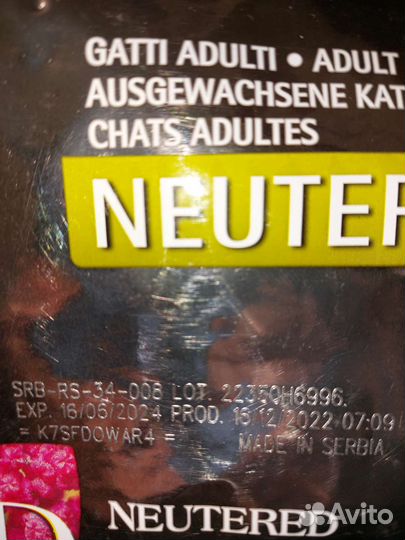 GATTI ADULTI • ADULT
AUSGEWACHSENE KAT
CHATS ADULTES
NEUTER
SRB-RS-34-008 LOT. 22350H6996.
EXP. 16/06/2024 PROD. 16/12/2022-07:09
= K7SFDOWAR4 = MADE IN SERBIA
NEUTERED
Avito